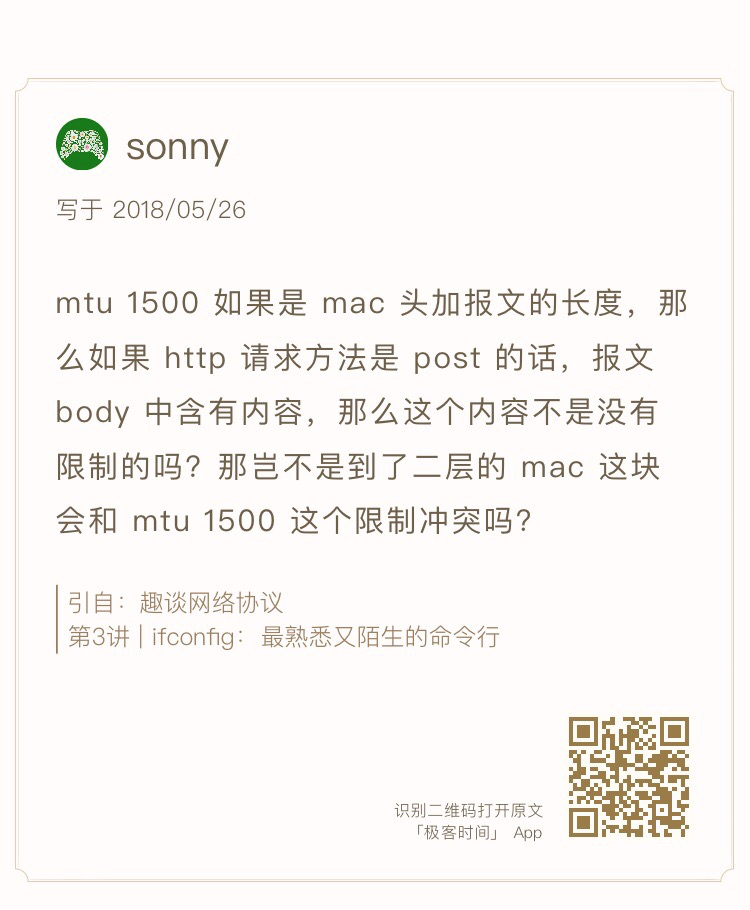 sonny
写于 2018/05/26
mtu 1500 如果是 mac 头加报文的长度，那
么如果 http 请求方法是 post 的话，报文
body 中含有内容，那么这个内容不是没有
限制的吗？那岂不是到了二层的 mac 这块
会和 mtu 1500 这个限制冲突吗？
引自：趣谈网络协议
第3讲 | ifconfig：最熟悉又陌生的命令行
识别二维码打开原文
「极客时间」 App